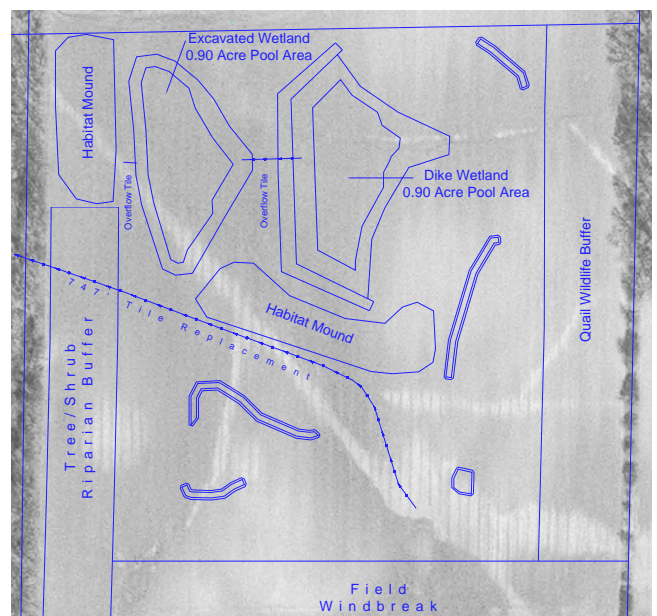 Excavated Wetland
0.90 Acre Pool Area
Habitat Mound
Overflow Tile
Overflow Tile
Dike Wetland
0.90 Acre Pool Area
Quail Wildlife Buffer
747' Tile Replacement
Habitat Mound
Tree/Shrub
Riparian Buffer
Field
Windbreak